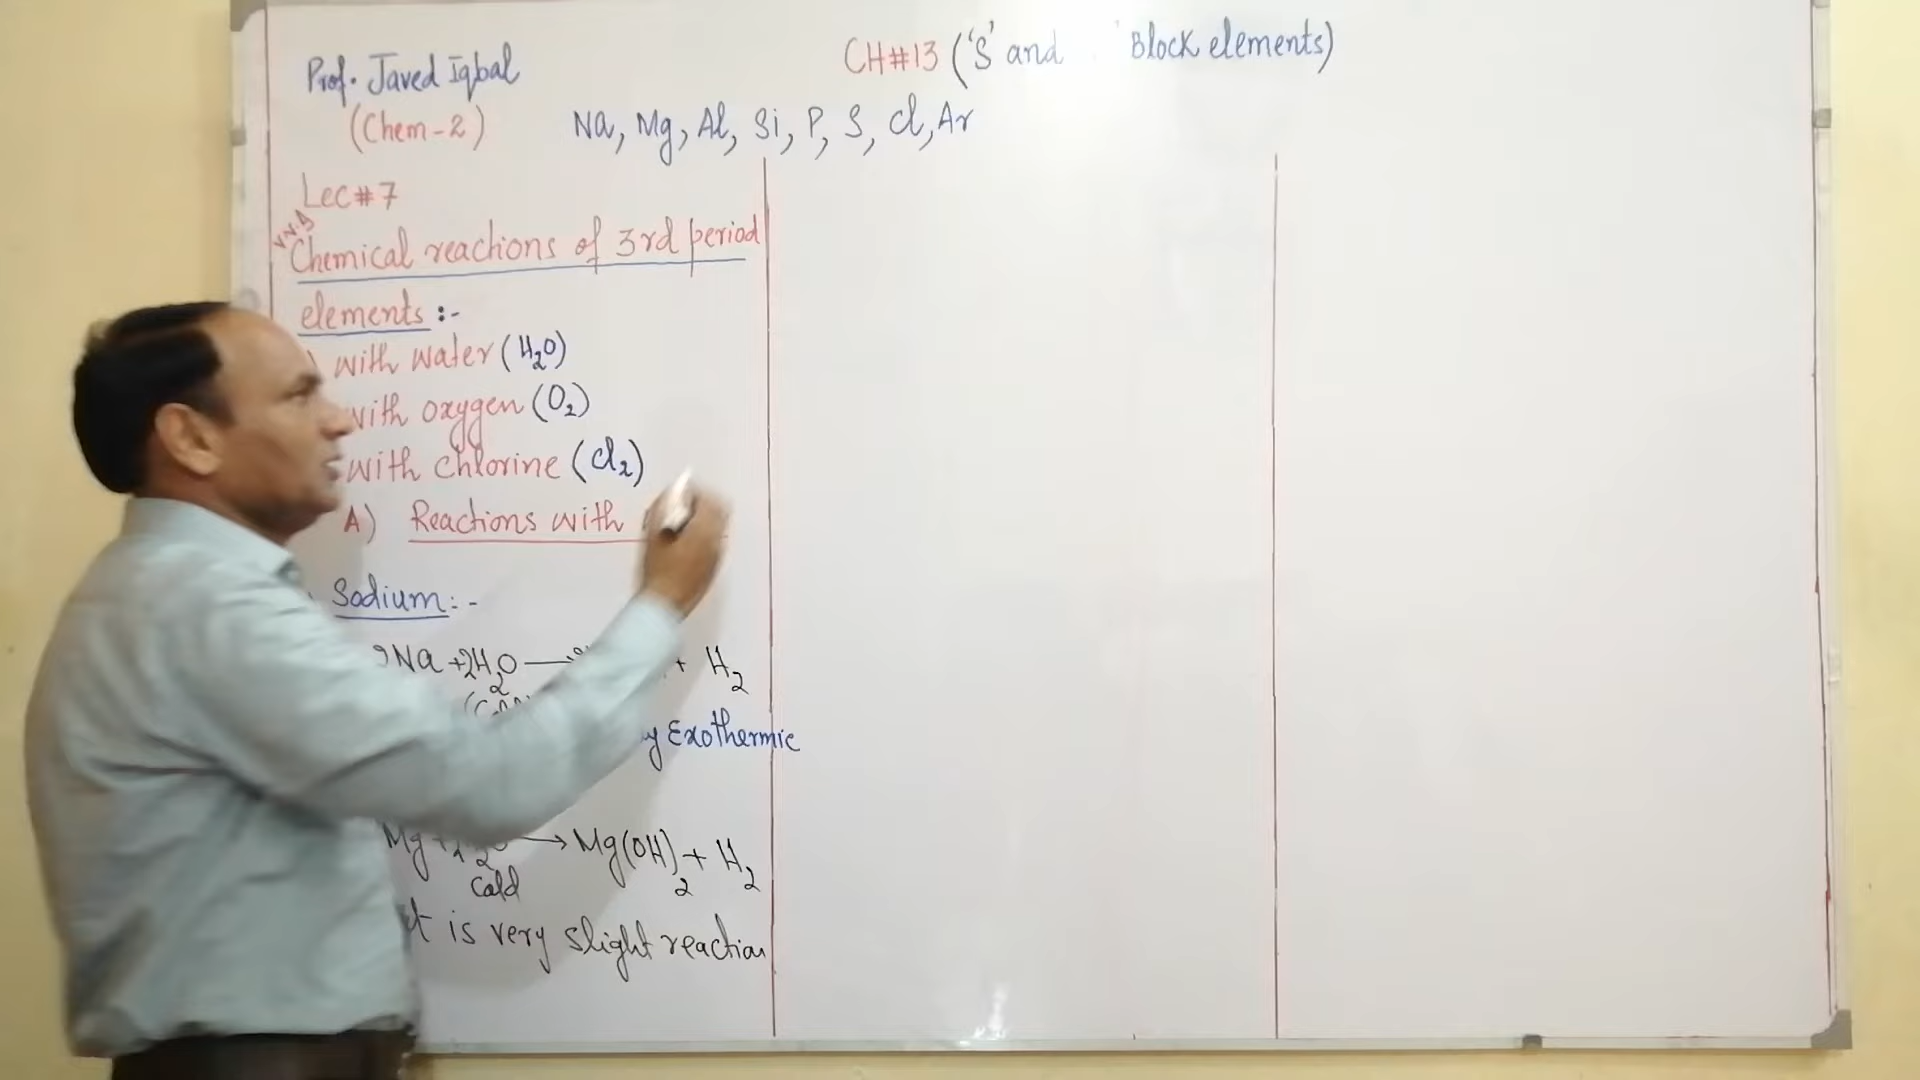 Prof. Javed Iqbal
(Chem-2)
CH#13 ('S' and ' Block elements)
Na, Mg, Al, Si, P, S, Cl, Ar
Lec#7
Chemical reactions of 3rd period
elements :-
) with water (H₂O)
with oxygen (O₂)
with chlorine (Cl₂)
A) Reactions with
Sodium :-
2Na + 2H₂O → + H₂
Exothermic
Mg + → Mg(OH)₂ + H₂
Cold
is very slight reaction